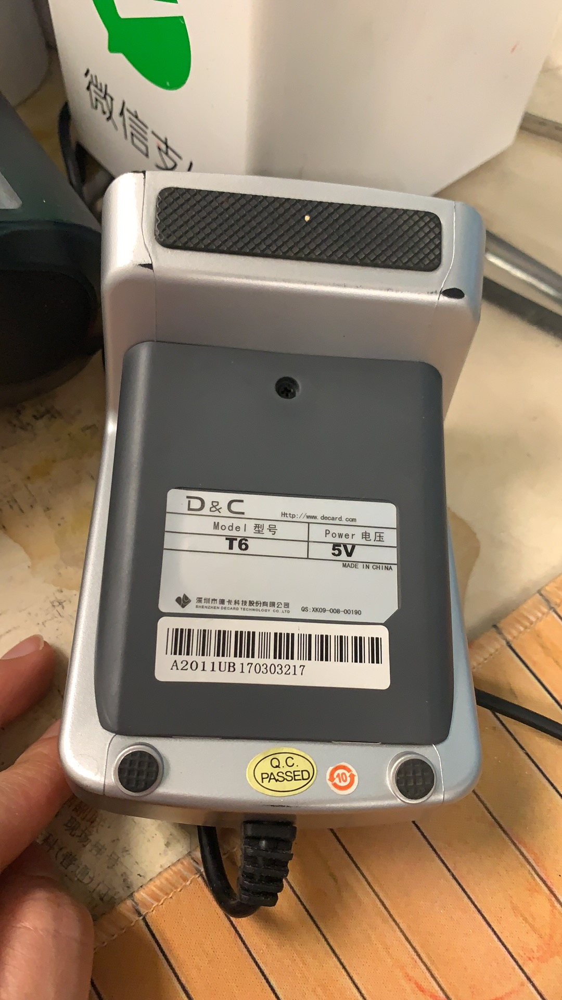 微信支
D&C
Http://www.decard.com
Model 型号
Power 电压
T6
5V
MADE IN CHINA
深圳市德卡科技股份有限公司
SHENZHEN DECARD TECHNOLOGY CO.,LTD
QS:XK09-008-00190
A2011UB170303217
Q.C.
PASSED
10